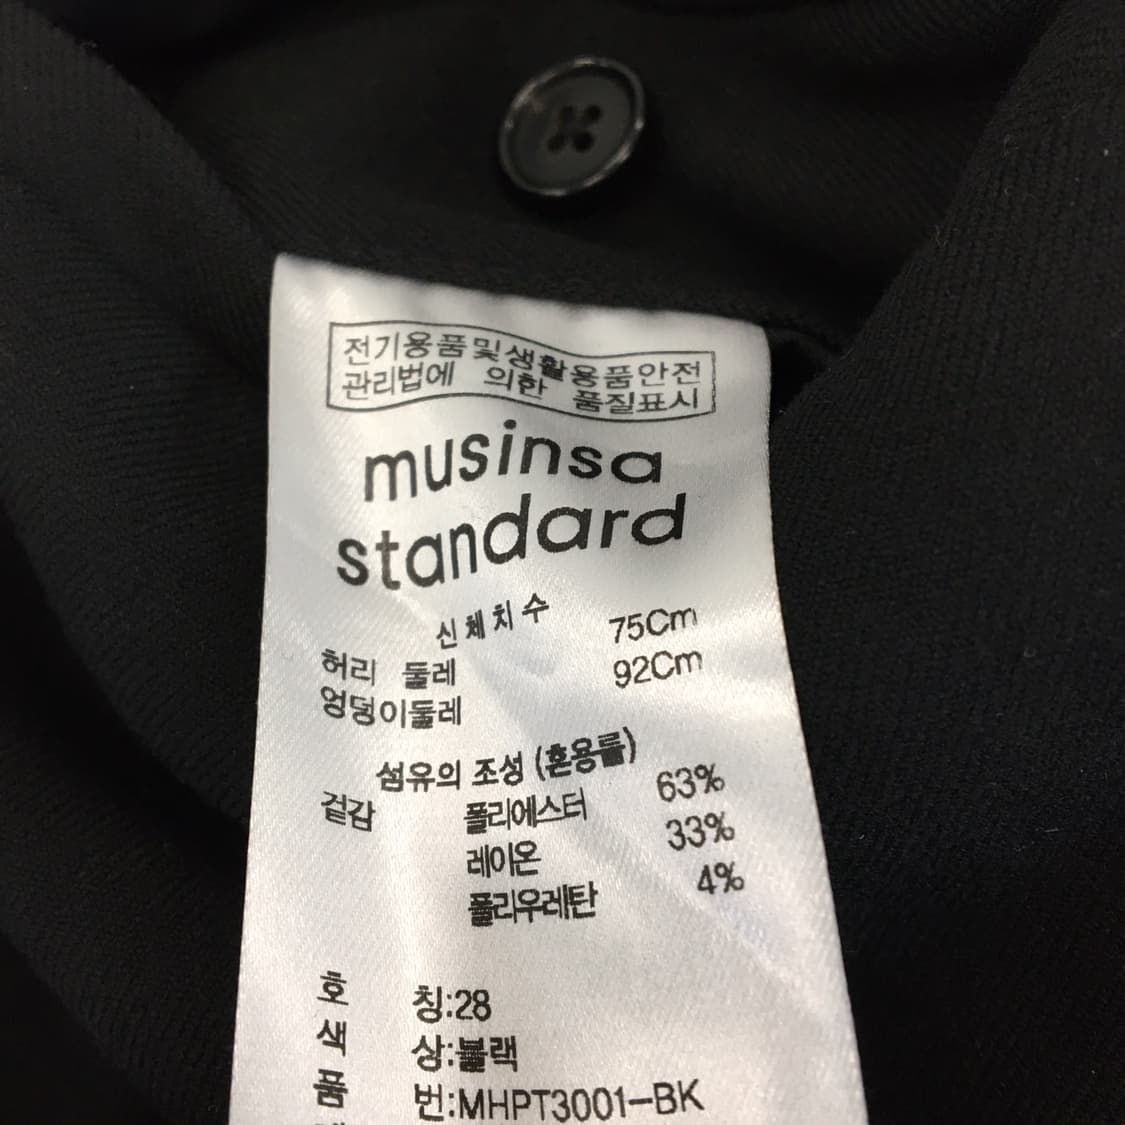 전기용품및생활용품안전
관리법에 의한 품질표시
musinsa
standard
신체치수
허리 둘레 75Cm
엉덩이둘레 92Cm
섬유의 조성 (혼용률)
겉감 폴리에스터 63%
레이온 33%
폴리우레탄 4%
호 칭:28
색 상:블랙
품 번:MHPT3001-BK